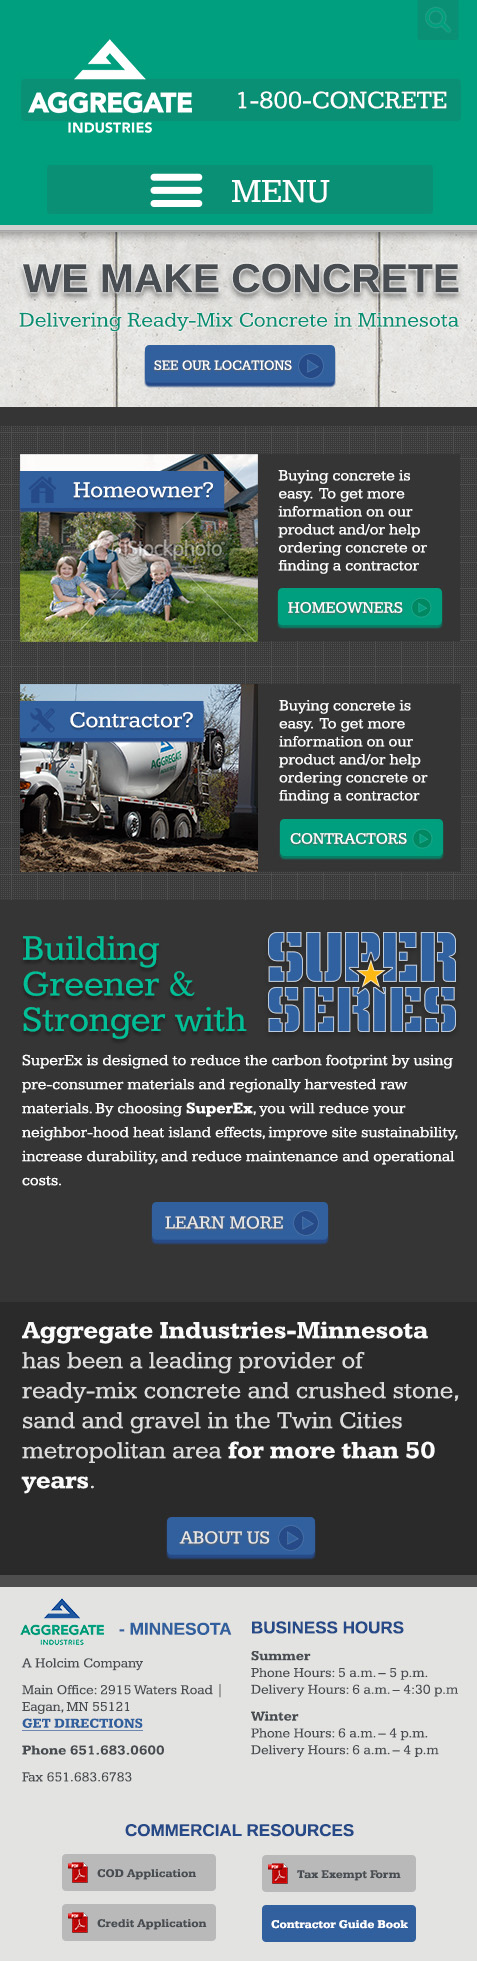 AGGREGATE
INDUSTRIES
1-800-CONCRETE
MENU
WE MAKE CONCRETE
Delivering Ready-Mix Concrete in Minnesota
SEE OUR LOCATIONS
Homeowner?
iStockphoto
Buying concrete is
easy. To get more
information on our
product and/or help
ordering concrete or
finding a contractor
HOMEOWNERS
Contractor?
AGGREGATE
Buying concrete is
easy. To get more
information on our
product and/or help
ordering concrete or
finding a contractor
CONTRACTORS
Building
Greener &
Stronger with
SUPER
SERIES
SuperEx is designed to reduce the carbon footprint by using
pre-consumer materials and regionally harvested raw
materials. By choosing SuperEx, you will reduce your
neighbor-hood heat island effects, improve site sustainability,
increase durability, and reduce maintenance and operational
costs.
LEARN MORE
Aggregate Industries-Minnesota
has been a leading provider of
ready-mix concrete and crushed stone,
sand and gravel in the Twin Cities
metropolitan area for more than 50
years.
ABOUT US
AGGREGATE
INDUSTRIES
- MINNESOTA
A Holcim Company
Main Office: 2915 Waters Road |
Eagan, MN 55121
GET DIRECTIONS
Phone 651.683.0600
Fax 651.683.6783
BUSINESS HOURS
Summer
Phone Hours: 5 a.m. – 5 p.m.
Delivery Hours: 6 a.m. – 4:30 p.m
Winter
Phone Hours: 6 a.m. – 4 p.m.
Delivery Hours: 6 a.m. – 4 p.m
COMMERCIAL RESOURCES
PDF COD Application
PDF Tax Exempt Form
PDF Credit Application
Contractor Guide Book